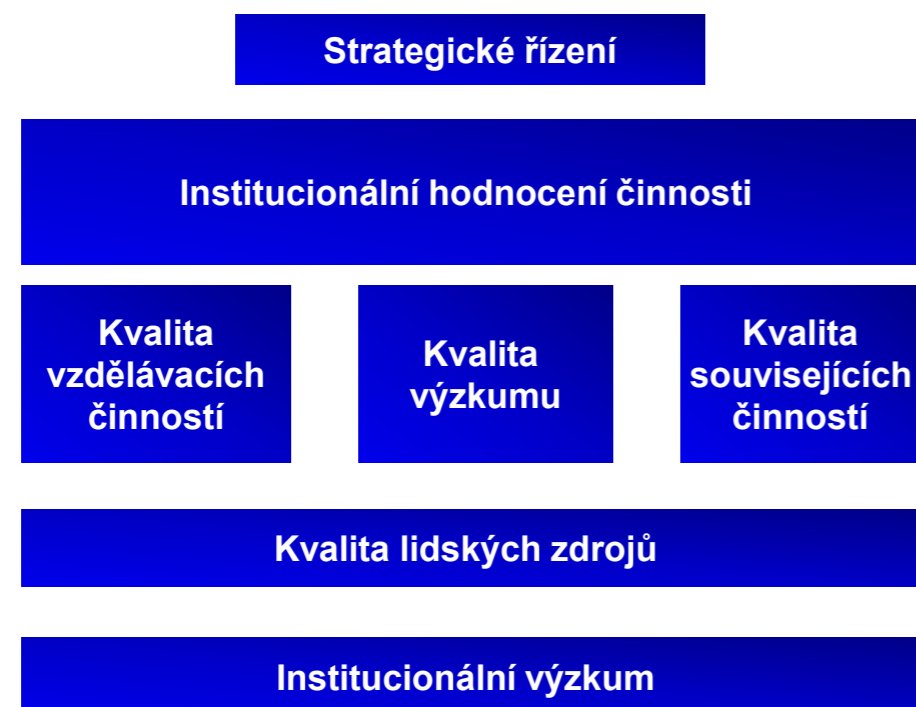 Strategické řízení
Institucionální hodnocení činnosti
Kvalita
vzdělávacích
činností
Kvalita
výzkumu
Kvalita
souvisejících
činností
Kvalita lidských zdrojů
Institucionální výzkum